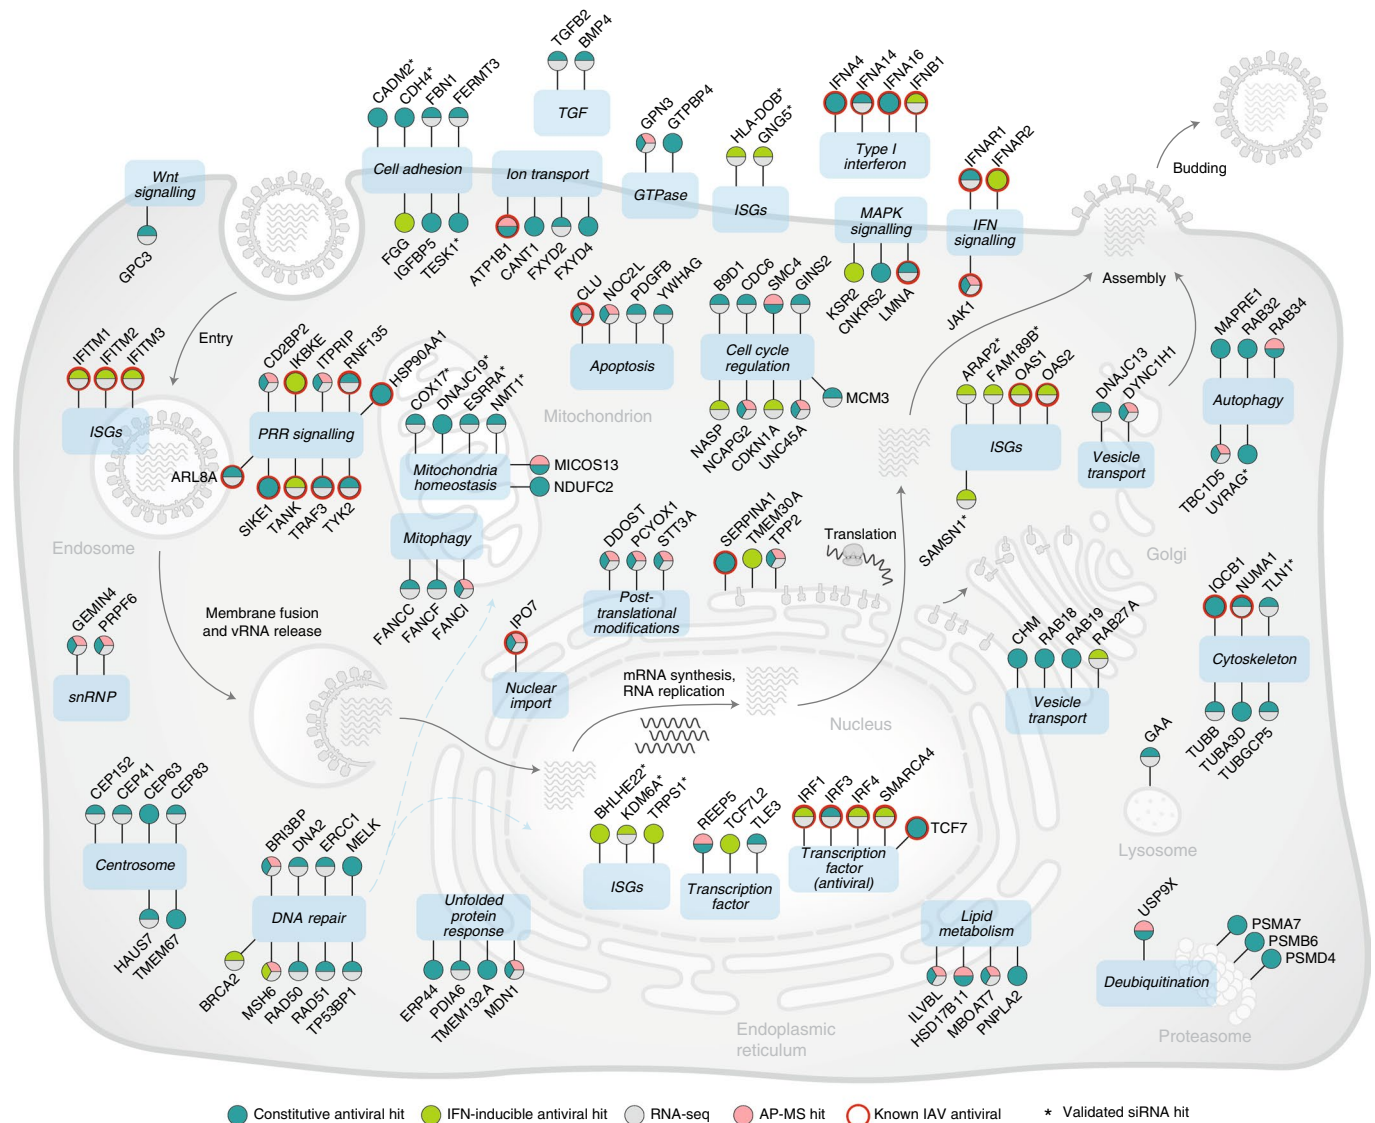 TGFB2
BMP4
TGF
CADM2*
CDH4*
FBN1
FERMT3
Cell adhesion
FGG
IGFBP5
TESK1*
Wnt
signalling
GPC3
Ion transport
ATP1B1
CANT1
FXYD2
FXYD4
GPN3
GTPBP4
GTPase
HLA-DOB*
GNG5*
ISGs
IFNA4
IFNA14
IFNA16
IFNB1
Type I
interferon
MAPK
signalling
KSR2
CNKRS2
LMNA
IFNAR1
IFNAR2
IFN
signalling
JAK1
Budding
Assembly
Entry
IFITM1
IFITM2
IFITM3
ISGs
CD2BP2
IKBKE
ITPRIP
RNF135
HSP90AA1
PRR signalling
ARL8A
SIKE1
TANK
TRAF3
TYK2
Endosome
CLU
NOC2L
PDGFB
YWHAG
Apoptosis
Mitochondrion
COX17*
DNAJC19*
ESRRA*
NMT1*
Mitochondria
homeostasis
MICOS13
NDUFC2
Mitophagy
FANCC
FANCF
FANCI
B9D1
CDC6
SMC4
GINS2
Cell cycle
regulation
MCM3
NASP
NCAPG2
CDKN1A
UNC45A
ARAP2*
FAM189B*
OAS1
OAS2
ISGs
SAMSN1*
DNAJC13
DYNC1H1
Vesicle
transport
Golgi
MAPRE1
RAB32
RAB34
Autophagy
TBC1D5
UVRAG*
DDOST
PCYOX1
STT3A
Post-
translational
modifications
SERPINA1
TMEM30A
TPP2
Translation
GEMIN4
PRPF6
snRNP
Membrane fusion
and vRNA release
IPO7
Nuclear
import
mRNA synthesis,
RNA replication
Nucleus
CHM
RAB18
RAB19
RAB27A
Vesicle
transport
IQCB1
NUMA1
TLN1*
Cytoskeleton
TUBB
TUBA3D
TUBGCP5
GAA
Lysosome
CEP152
CEP41
CEP63
CEP83
Centrosome
HAUS7
TMEM67
BRI3BP
DNA2
ERCC1
MELK
DNA repair
BRCA2
MSH6
RAD50
RAD51
TP53BP1
Unfolded
protein
response
ERP44
PDIA6
TMEM132A
MDN1
BHLHE22*
KDM6A*
TRPS1*
ISGs
REEP5
TCF7L2
TLE3
Transcription
factor
IRF1
IRF3
IRF4
SMARCA4
TCF7
Transcription
factor
(antiviral)
Endoplasmic
reticulum
Lipid
metabolism
ILVBL
HSD17B11
MBOAT7
PNPLA2
USP9X
Deubiquitination
PSMA7
PSMB6
PSMD4
Proteasome
Constitutive antiviral hit
IFN-inducible antiviral hit
RNA-seq
AP-MS hit
Known IAV antiviral
* Validated siRNA hit